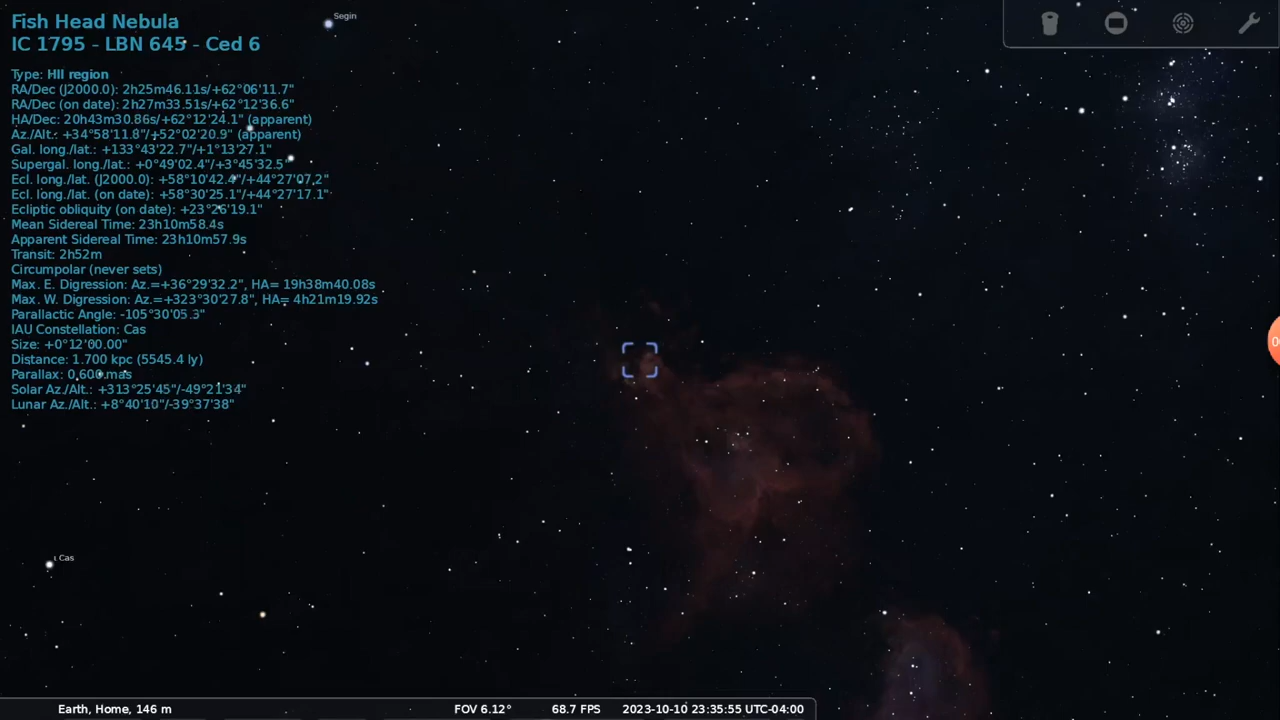 Fish Head Nebula
IC 1795 - LBN 645 - Ced 6
Segin
Type: HII region
RA/Dec (J2000.0): 2h25m46.11s/+62°06'11.7"
RA/Dec (on date): 2h27m33.51s/+62°12'36.6"
HA/Dec: 20h43m30.86s/+62°12'24.1" (apparent)
Az./Alt.: +34°58'11.8"/+52°02'20.9" (apparent)
Gal. long./lat.: +133°43'22.7"/+1°13'27.1"
Supergal. long./lat.: +0°49'02.4"/+3°45'32.5"
Ecl. long./lat. (J2000.0): +58°10'42.4"/+44°27'07.2"
Ecl. long./lat. (on date): +58°30'25.1"/+44°27'17.1"
Ecliptic obliquity (on date): +23°26'19.1"
Mean Sidereal Time: 23h10m58.4s
Apparent Sidereal Time: 23h10m57.9s
Transit: 2h52m
Circumpolar (never sets)
Max. E. Digression: Az.=+36°29'32.2", HA= 19h38m40.08s
Max. W. Digression: Az.=+323°30'27.8", HA= 4h21m19.92s
Parallactic Angle: -105°30'05.3"
IAU Constellation: Cas
Size: +0°12'00.00"
Distance: 1.700 kpc (5545.4 ly)
Parallax: 0.600 mas
Solar Az./Alt.: +313°25'45"/-49°21'34"
Lunar Az./Alt.: +8°40'10"/-39°37'38"
ι Cas
Earth, Home, 146 m
FOV 6.12°
68.7 FPS
2023-10-10 23:35:55 UTC-04:00